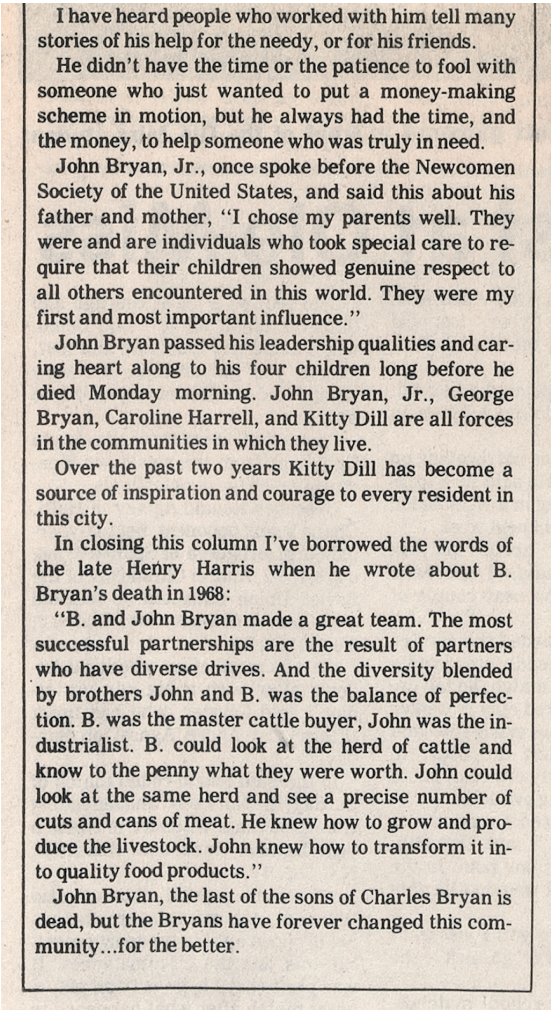 I have heard people who worked with him tell many
stories of his help for the needy, or for his friends.
He didn't have the time or the patience to fool with
someone who just wanted to put a money-making
scheme in motion, but he always had the time, and
the money, to help someone who was truly in need.
John Bryan, Jr., once spoke before the Newcomen
Society of the United States, and said this about his
father and mother, "I chose my parents well. They
were and are individuals who took special care to re-
quire that their children showed genuine respect to
all others encountered in this world. They were my
first and most important influence."
John Bryan passed his leadership qualities and car-
ing heart along to his four children long before he
died Monday morning. John Bryan, Jr., George
Bryan, Caroline Harrell, and Kitty Dill are all forces
in the communities in which they live.
Over the past two years Kitty Dill has become a
source of inspiration and courage to every resident in
this city.
In closing this column I've borrowed the words of
the late Henry Harris when he wrote about B.
Bryan's death in 1968:
"B. and John Bryan made a great team. The most
successful partnerships are the result of partners
who have diverse drives. And the diversity blended
by brothers John and B. was the balance of perfec-
tion. B. was the master cattle buyer, John was the in-
dustrialist. B. could look at the herd of cattle and
know to the penny what they were worth. John could
look at the same herd and see a precise number of
cuts and cans of meat. He knew how to grow and pro-
duce the livestock. John knew how to transform it in-
to quality food products."
John Bryan, the last of the sons of Charles Bryan is
dead, but the Bryans have forever changed this com-
munity...for the better.